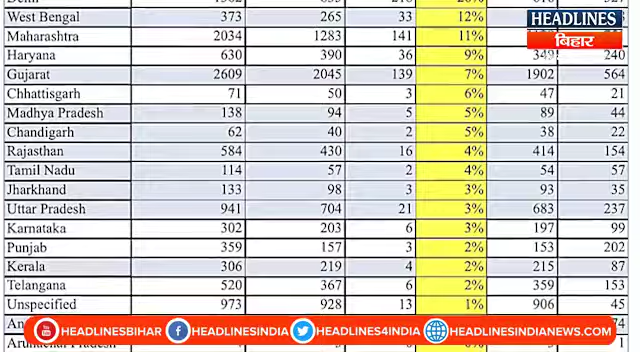 HEADLINES
बिहार
West Bengal 373 265 33 12%
Maharashtra 2034 1283 141 11%
Haryana 630 390 36 9% 349 240
Gujarat 2609 2045 139 7% 1902 564
Chhattisgarh 71 50 3 6% 47 21
Madhya Pradesh 138 94 5 5% 89 44
Chandigarh 62 40 2 5% 38 22
Rajasthan 584 430 16 4% 414 154
Tamil Nadu 114 57 2 4% 54 57
Jharkhand 133 98 3 3% 93 35
Uttar Pradesh 941 704 21 3% 683 237
Karnataka 302 203 6 3% 197 99
Punjab 359 157 3 2% 153 202
Kerala 306 219 4 2% 215 87
Telangana 520 367 6 2% 359 153
Unspecified 973 928 13 1% 906 45
HEADLINESBIHAR HEADLINESINDIA HEADLINES4INDIA HEADLINESINDIANEWS.COM